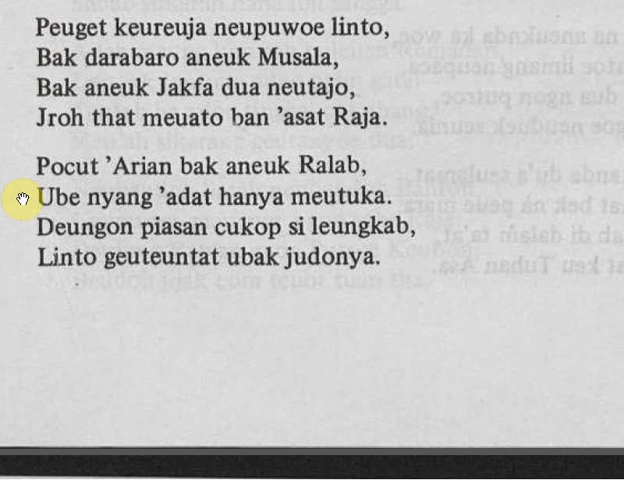 Peuget keureuja neupuwoe linto,
Bak darabaro aneuk Musala,
Bak aneuk Jakfa dua neutajo,
Jroh that meuato ban 'asat Raja.
Pocut 'Arian bak aneuk Ralab,
Ube nyang 'adat hanya meutuka.
Deungon piasan cukop si leungkab,
Linto geuteuntat ubak judonya.